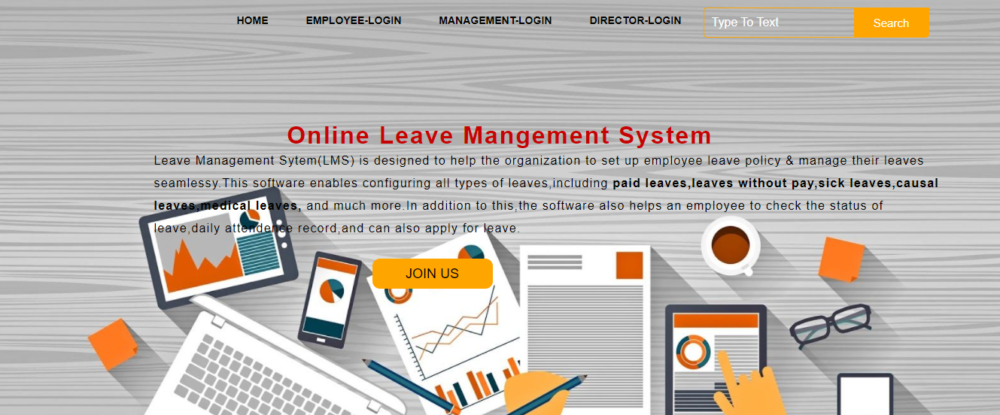 HOME EMPLOYEE-LOGIN MANAGEMENT-LOGIN DIRECTOR-LOGIN Type To Text Search
Online Leave Mangement System
Leave Management Sytem(LMS) is designed to help the organization to set up employee leave policy & manage their leaves
seamlessy.This software enables configuring all types of leaves,including paid leaves,leaves without pay,sick leaves,causal
leaves,medical leaves, and much more.In addition to this,the software also helps an employee to check the status of
leave,daily attendence record,and can also apply for leave.
JOIN US